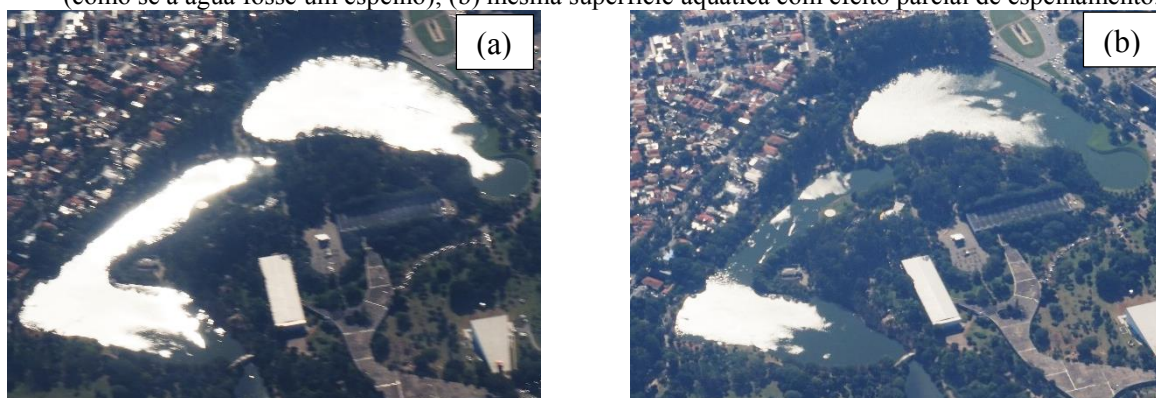 (como se a água fosse um espelho); (b) mesma superfície aquática com efeito parcial de espelhamento.
(a)
(b)